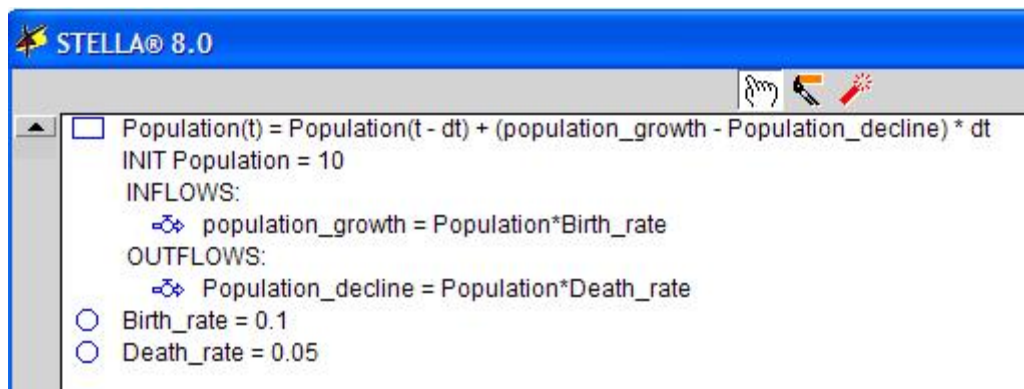 STELLA® 8.0
Population(t) = Population(t - dt) + (population_growth - Population_decline) * dt
INIT Population = 10
INFLOWS:
population_growth = Population*Birth_rate
OUTFLOWS:
Population_decline = Population*Death_rate
Birth_rate = 0.1
Death_rate = 0.05